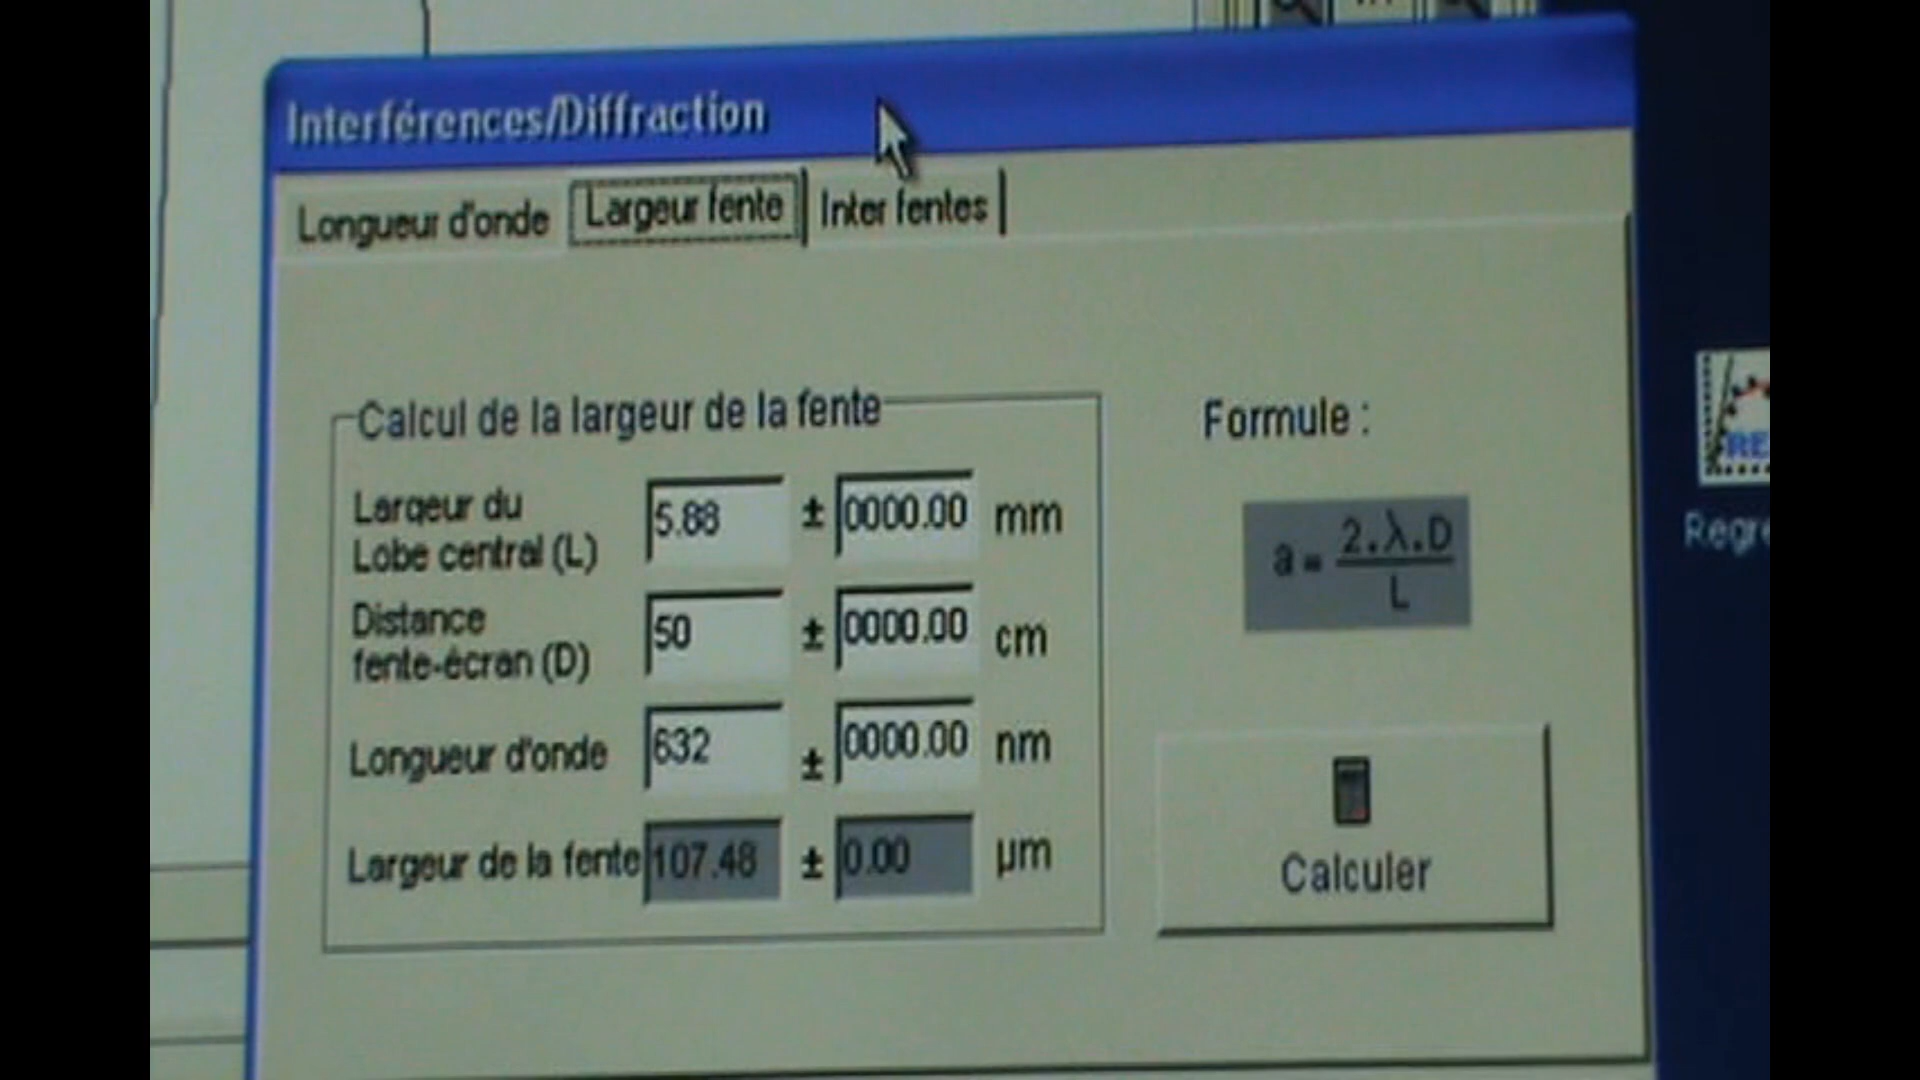 Interférences/Diffraction
Longueur d'onde Largeur fente Inter fentes
Calcul de la largeur de la fente
Largeur du
Lobe central (L) 5.88 ± 0000.00 mm
Distance
fente-écran (D) 50 ± 0000.00 cm
Longueur d'onde 632 ± 0000.00 nm
Largeur de la fente 107.48 ± 0.00 µm
Formule :
a = 2.λ.D
L
Calculer
RE
Regre